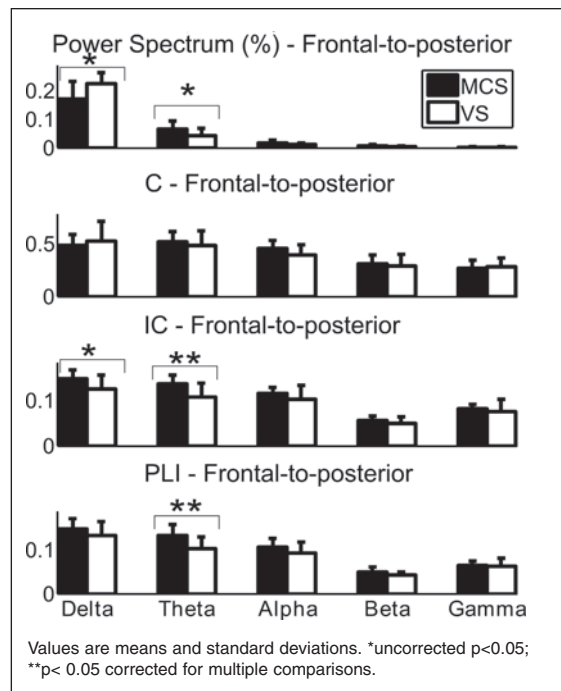 Power Spectrum (%) - Frontal-to-posterior
*
*
MCS
VS
0.2
0.1
0
C - Frontal-to-posterior
0.5
0
IC - Frontal-to-posterior
*
**
0.1
0
PLI - Frontal-to-posterior
**
0.1
0
Delta Theta Alpha Beta Gamma
Values are means and standard deviations. *uncorrected p<0.05;
**p< 0.05 corrected for multiple comparisons.